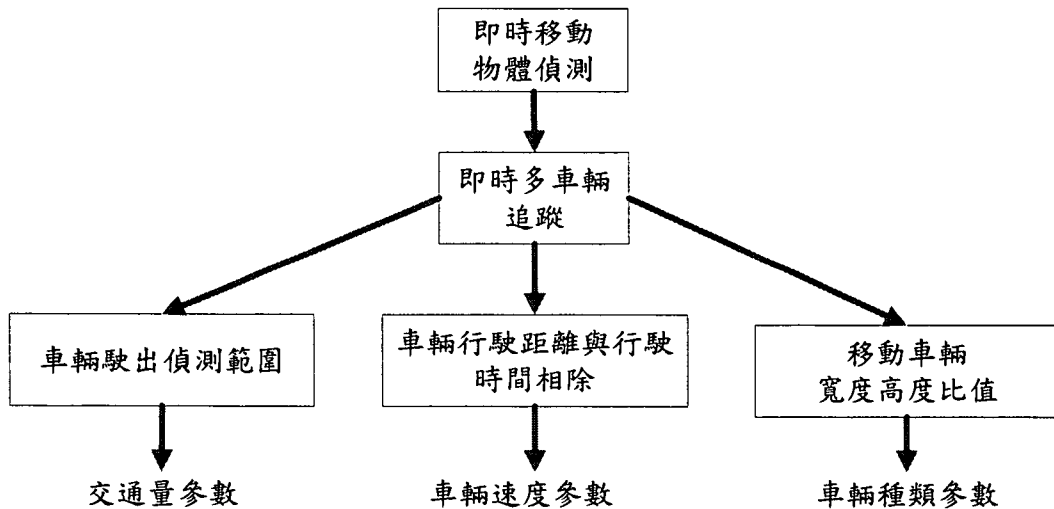 即時移動
物體偵測
即時多車輛
追蹤
車輛駛出偵測範圍
車輛行駛距離與行駛
時間相除
移動車輛
寬度高度比值
交通量參數
車輛速度參數
車輛種類參數